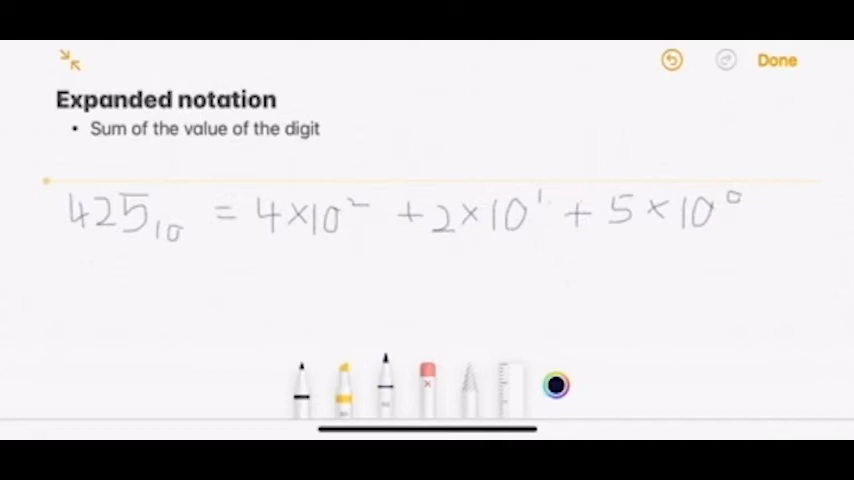 Done
Expanded notation
• Sum of the value of the digit
425₁₀ = 4×10² + 2×10¹ + 5×10⁰